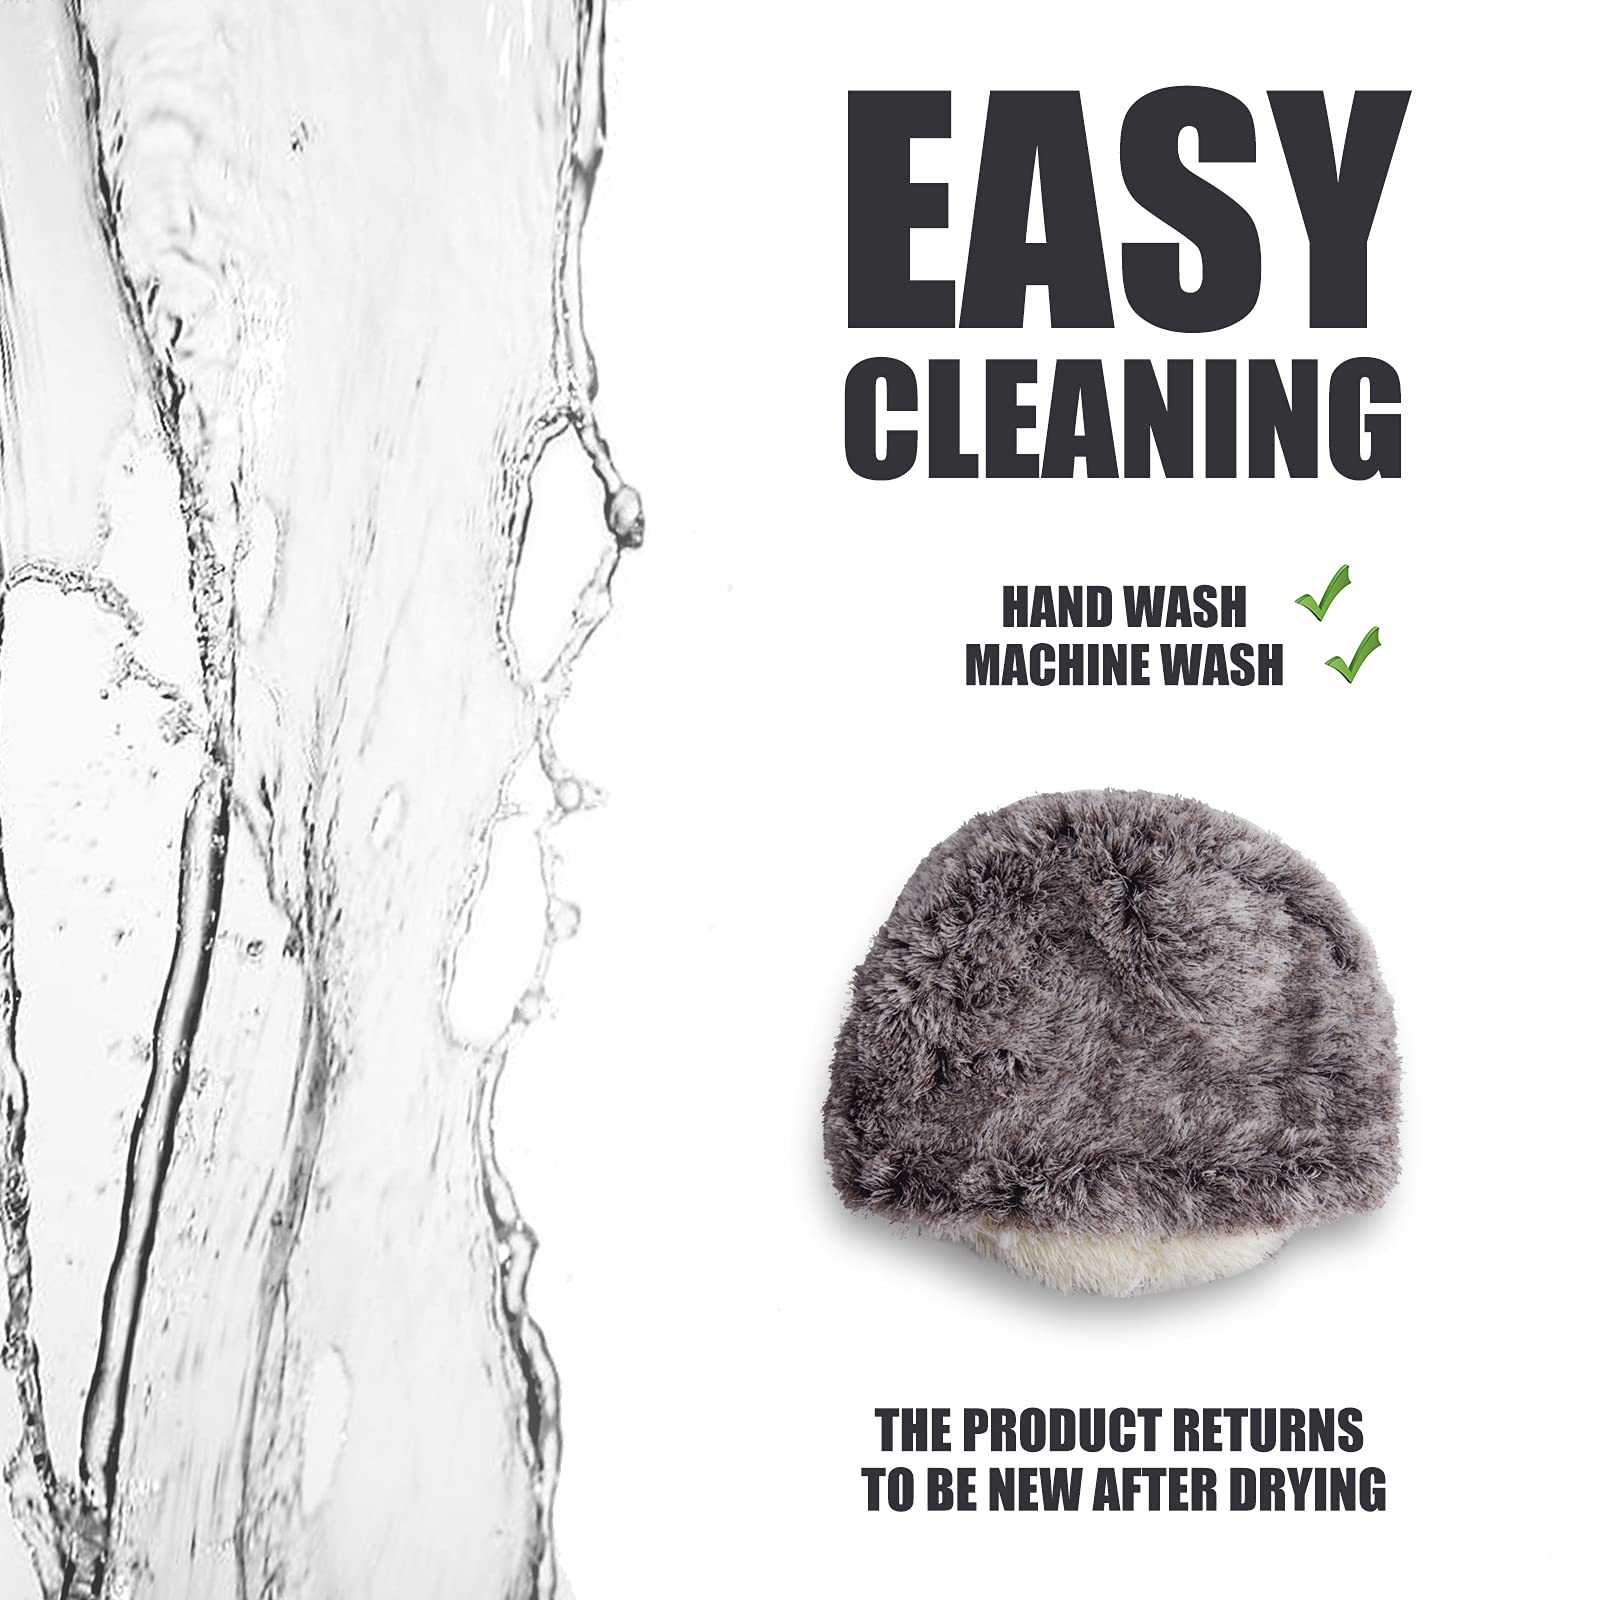 EASY
CLEANING
HAND WASH
MACHINE WASH
THE PRODUCT RETURNS
TO BE NEW AFTER DRYING